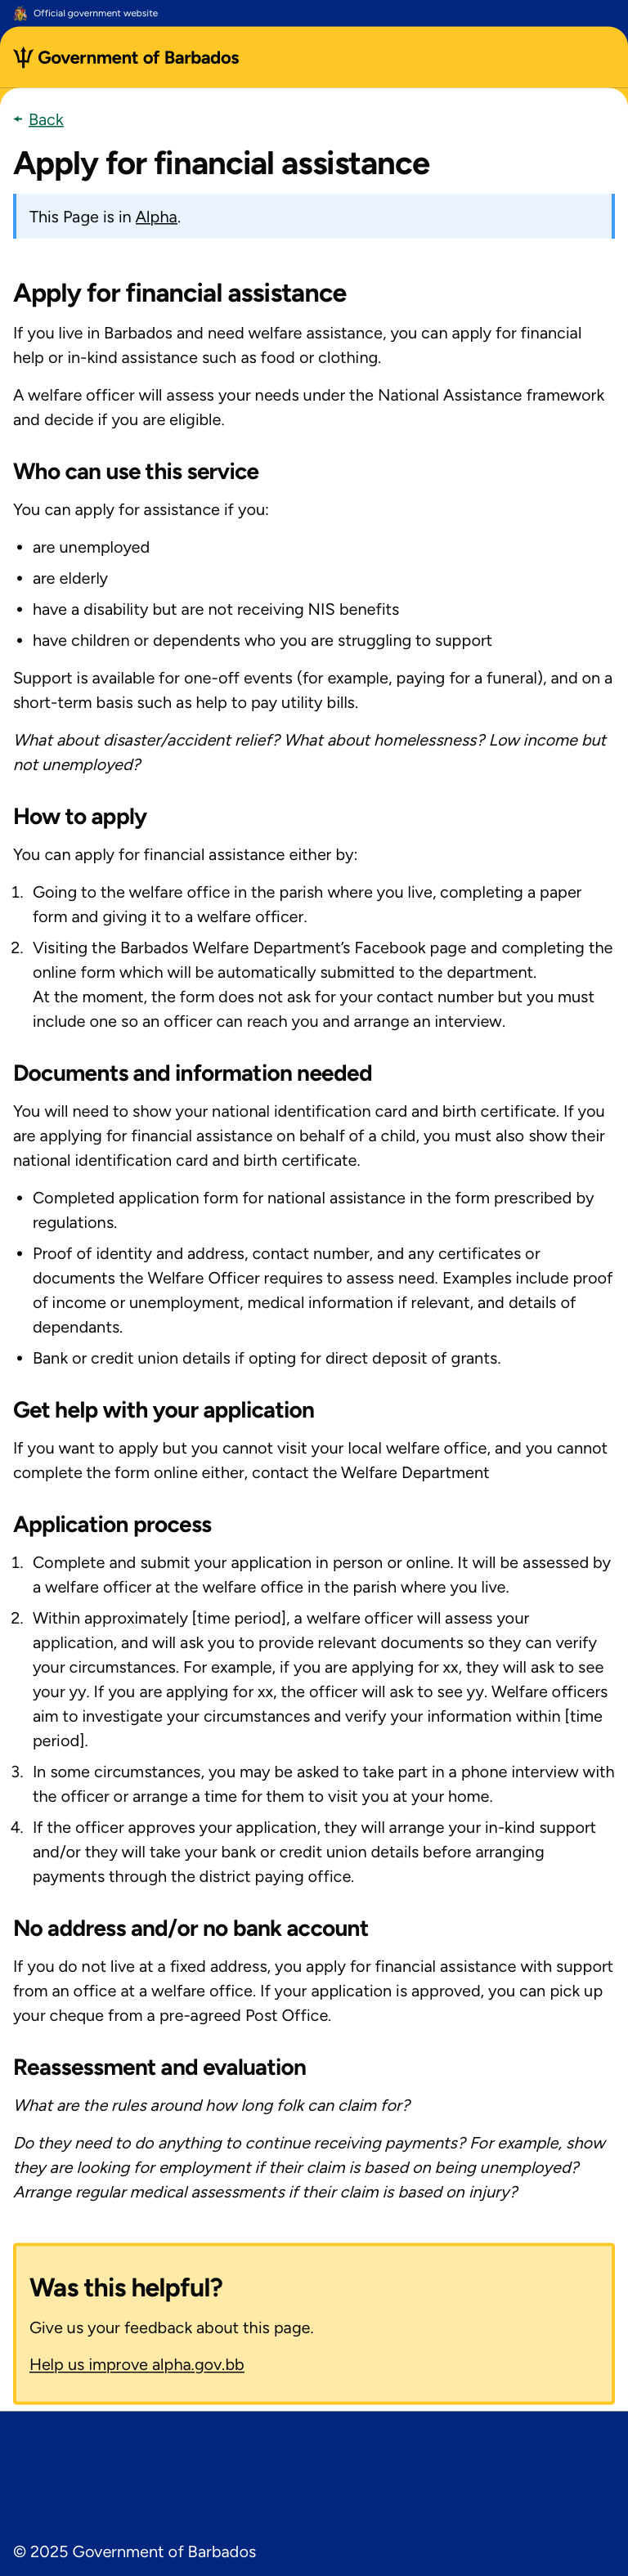 Official government website
Government of Barbados
Back
Apply for financial assistance
This Page is in Alpha.
Apply for financial assistance
If you live in Barbados and need welfare assistance, you can apply for financial
help or in-kind assistance such as food or clothing.
A welfare officer will assess your needs under the National Assistance framework
and decide if you are eligible.
Who can use this service
You can apply for assistance if you:
• are unemployed
• are elderly
• have a disability but are not receiving NIS benefits
• have children or dependents who you are struggling to support
Support is available for one-off events (for example, paying for a funeral), and on a
short-term basis such as help to pay utility bills.
What about disaster/accident relief? What about homelessness? Low income but
not unemployed?
How to apply
You can apply for financial assistance either by:
1. Going to the welfare office in the parish where you live, completing a paper
form and giving it to a welfare officer.
2. Visiting the Barbados Welfare Department’s Facebook page and completing the
online form which will be automatically submitted to the department.
At the moment, the form does not ask for your contact number but you must
include one so an officer can reach you and arrange an interview.
Documents and information needed
You will need to show your national identification card and birth certificate. If you
are applying for financial assistance on behalf of a child, you must also show their
national identification card and birth certificate.
• Completed application form for national assistance in the form prescribed by
regulations.
• Proof of identity and address, contact number, and any certificates or
documents the Welfare Officer requires to assess need. Examples include proof
of income or unemployment, medical information if relevant, and details of
dependants.
• Bank or credit union details if opting for direct deposit of grants.
Get help with your application
If you want to apply but you cannot visit your local welfare office, and you cannot
complete the form online either, contact the Welfare Department
Application process
1. Complete and submit your application in person or online. It will be assessed by
a welfare officer at the welfare office in the parish where you live.
2. Within approximately [time period], a welfare officer will assess your
application, and will ask you to provide relevant documents so they can verify
your circumstances. For example, if you are applying for xx, they will ask to see
your yy. If you are applying for xx, the officer will ask to see yy. Welfare officers
aim to investigate your circumstances and verify your information within [time
period].
3. In some circumstances, you may be asked to take part in a phone interview with
the officer or arrange a time for them to visit you at your home.
4. If the officer approves your application, they will arrange your in-kind support
and/or they will take your bank or credit union details before arranging
payments through the district paying office.
No address and/or no bank account
If you do not live at a fixed address, you apply for financial assistance with support
from an office at a welfare office. If your application is approved, you can pick up
your cheque from a pre-agreed Post Office.
Reassessment and evaluation
What are the rules around how long folk can claim for?
Do they need to do anything to continue receiving payments? For example, show
they are looking for employment if their claim is based on being unemployed?
Arrange regular medical assessments if their claim is based on injury?
Was this helpful?
Give us your feedback about this page.
Help us improve alpha.gov.bb
© 2025 Government of Barbados